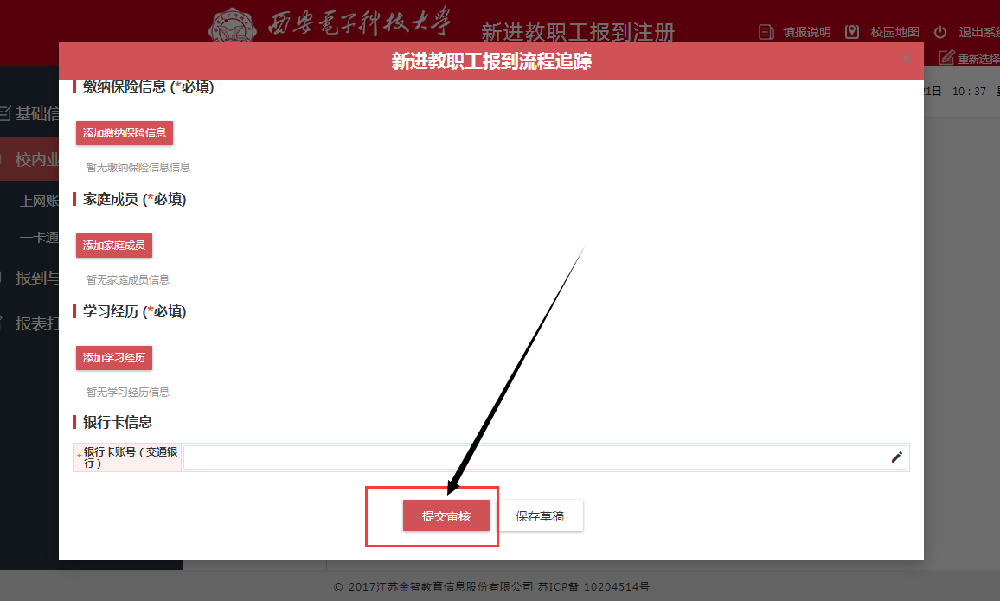 西安电子科技大学
新进教职工报到注册
填报说明
校园地图
退出系统
新进教职工报到流程追踪
×
重新选择
缴纳保险信息 (*必填)
1日 10 : 37
基础信
添加缴纳保险信息
校内业
暂无缴纳保险信息信息
上网账
家庭成员 (*必填)
一卡通
添加家庭成员
报到与
暂无家庭成员信息
学习经历 (*必填)
报表打
添加学习经历
暂无学习经历信息
银行卡信息
* 银行卡账号 ( 交通银
行 )
提交审核
保存草稿
© 2017江苏金智教育信息股份有限公司 苏ICP备 10204514号